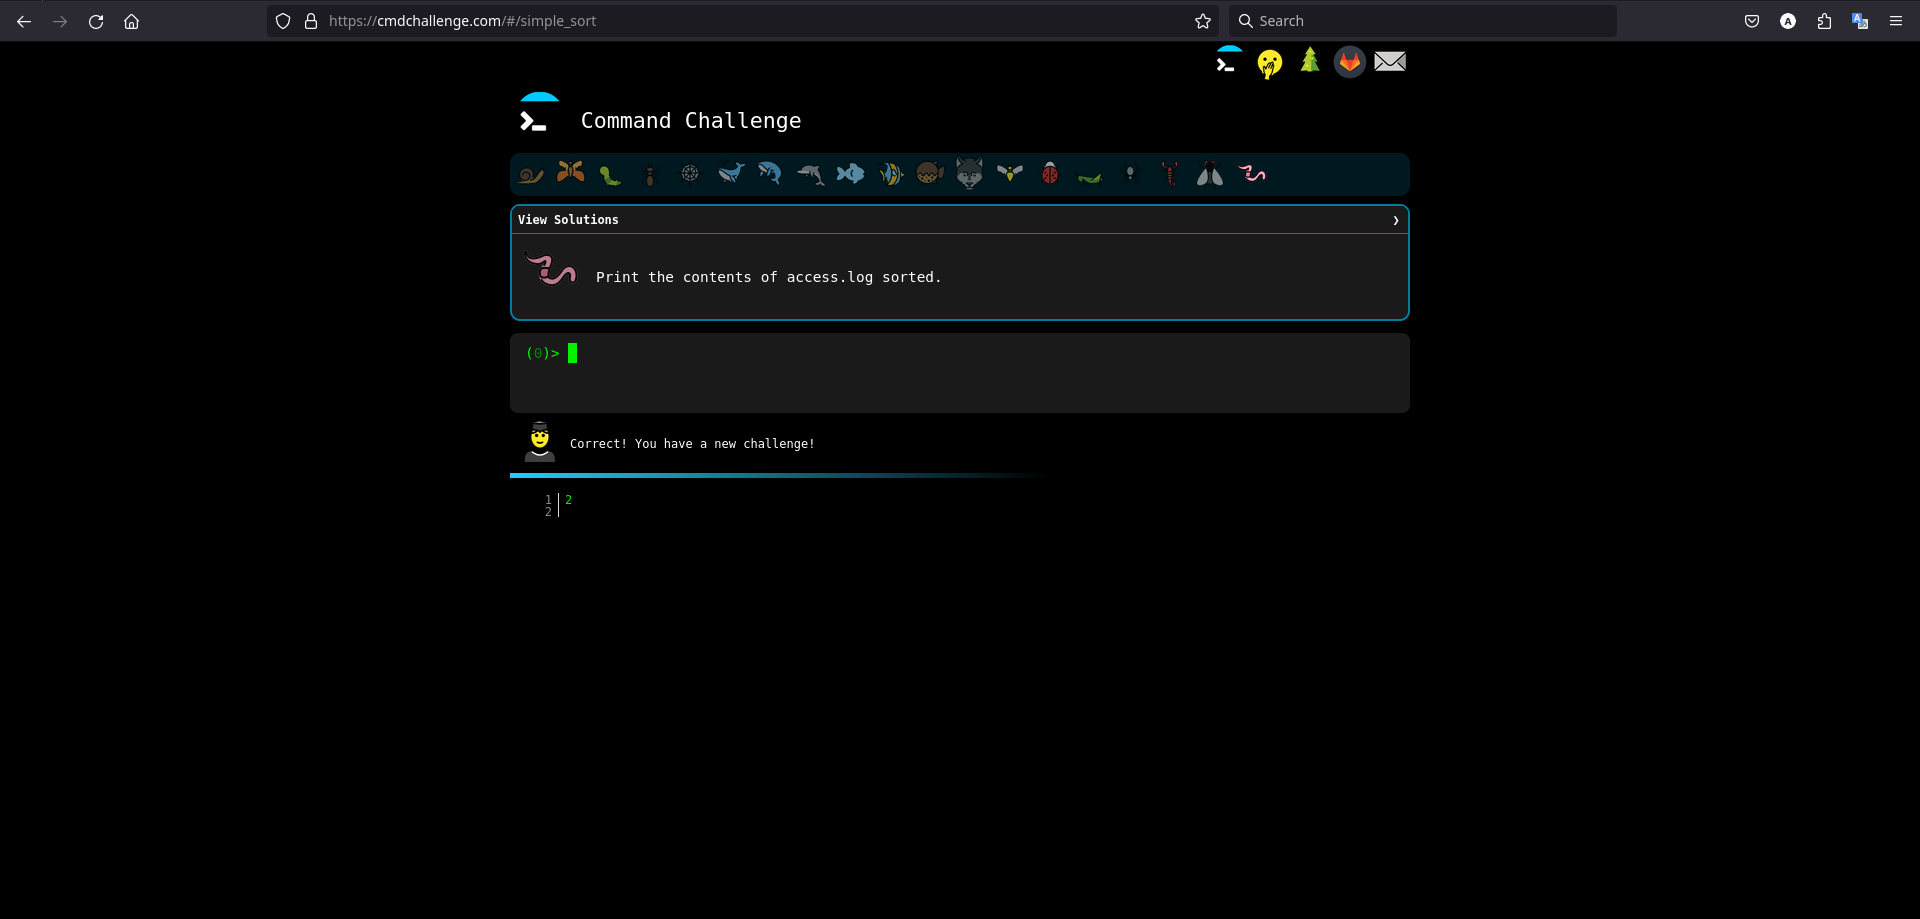 https://cmdchallenge.com/#/simple_sort
Search
Command Challenge
View Solutions
Print the contents of access.log sorted.
(0)>
Correct! You have a new challenge!
1 2
2